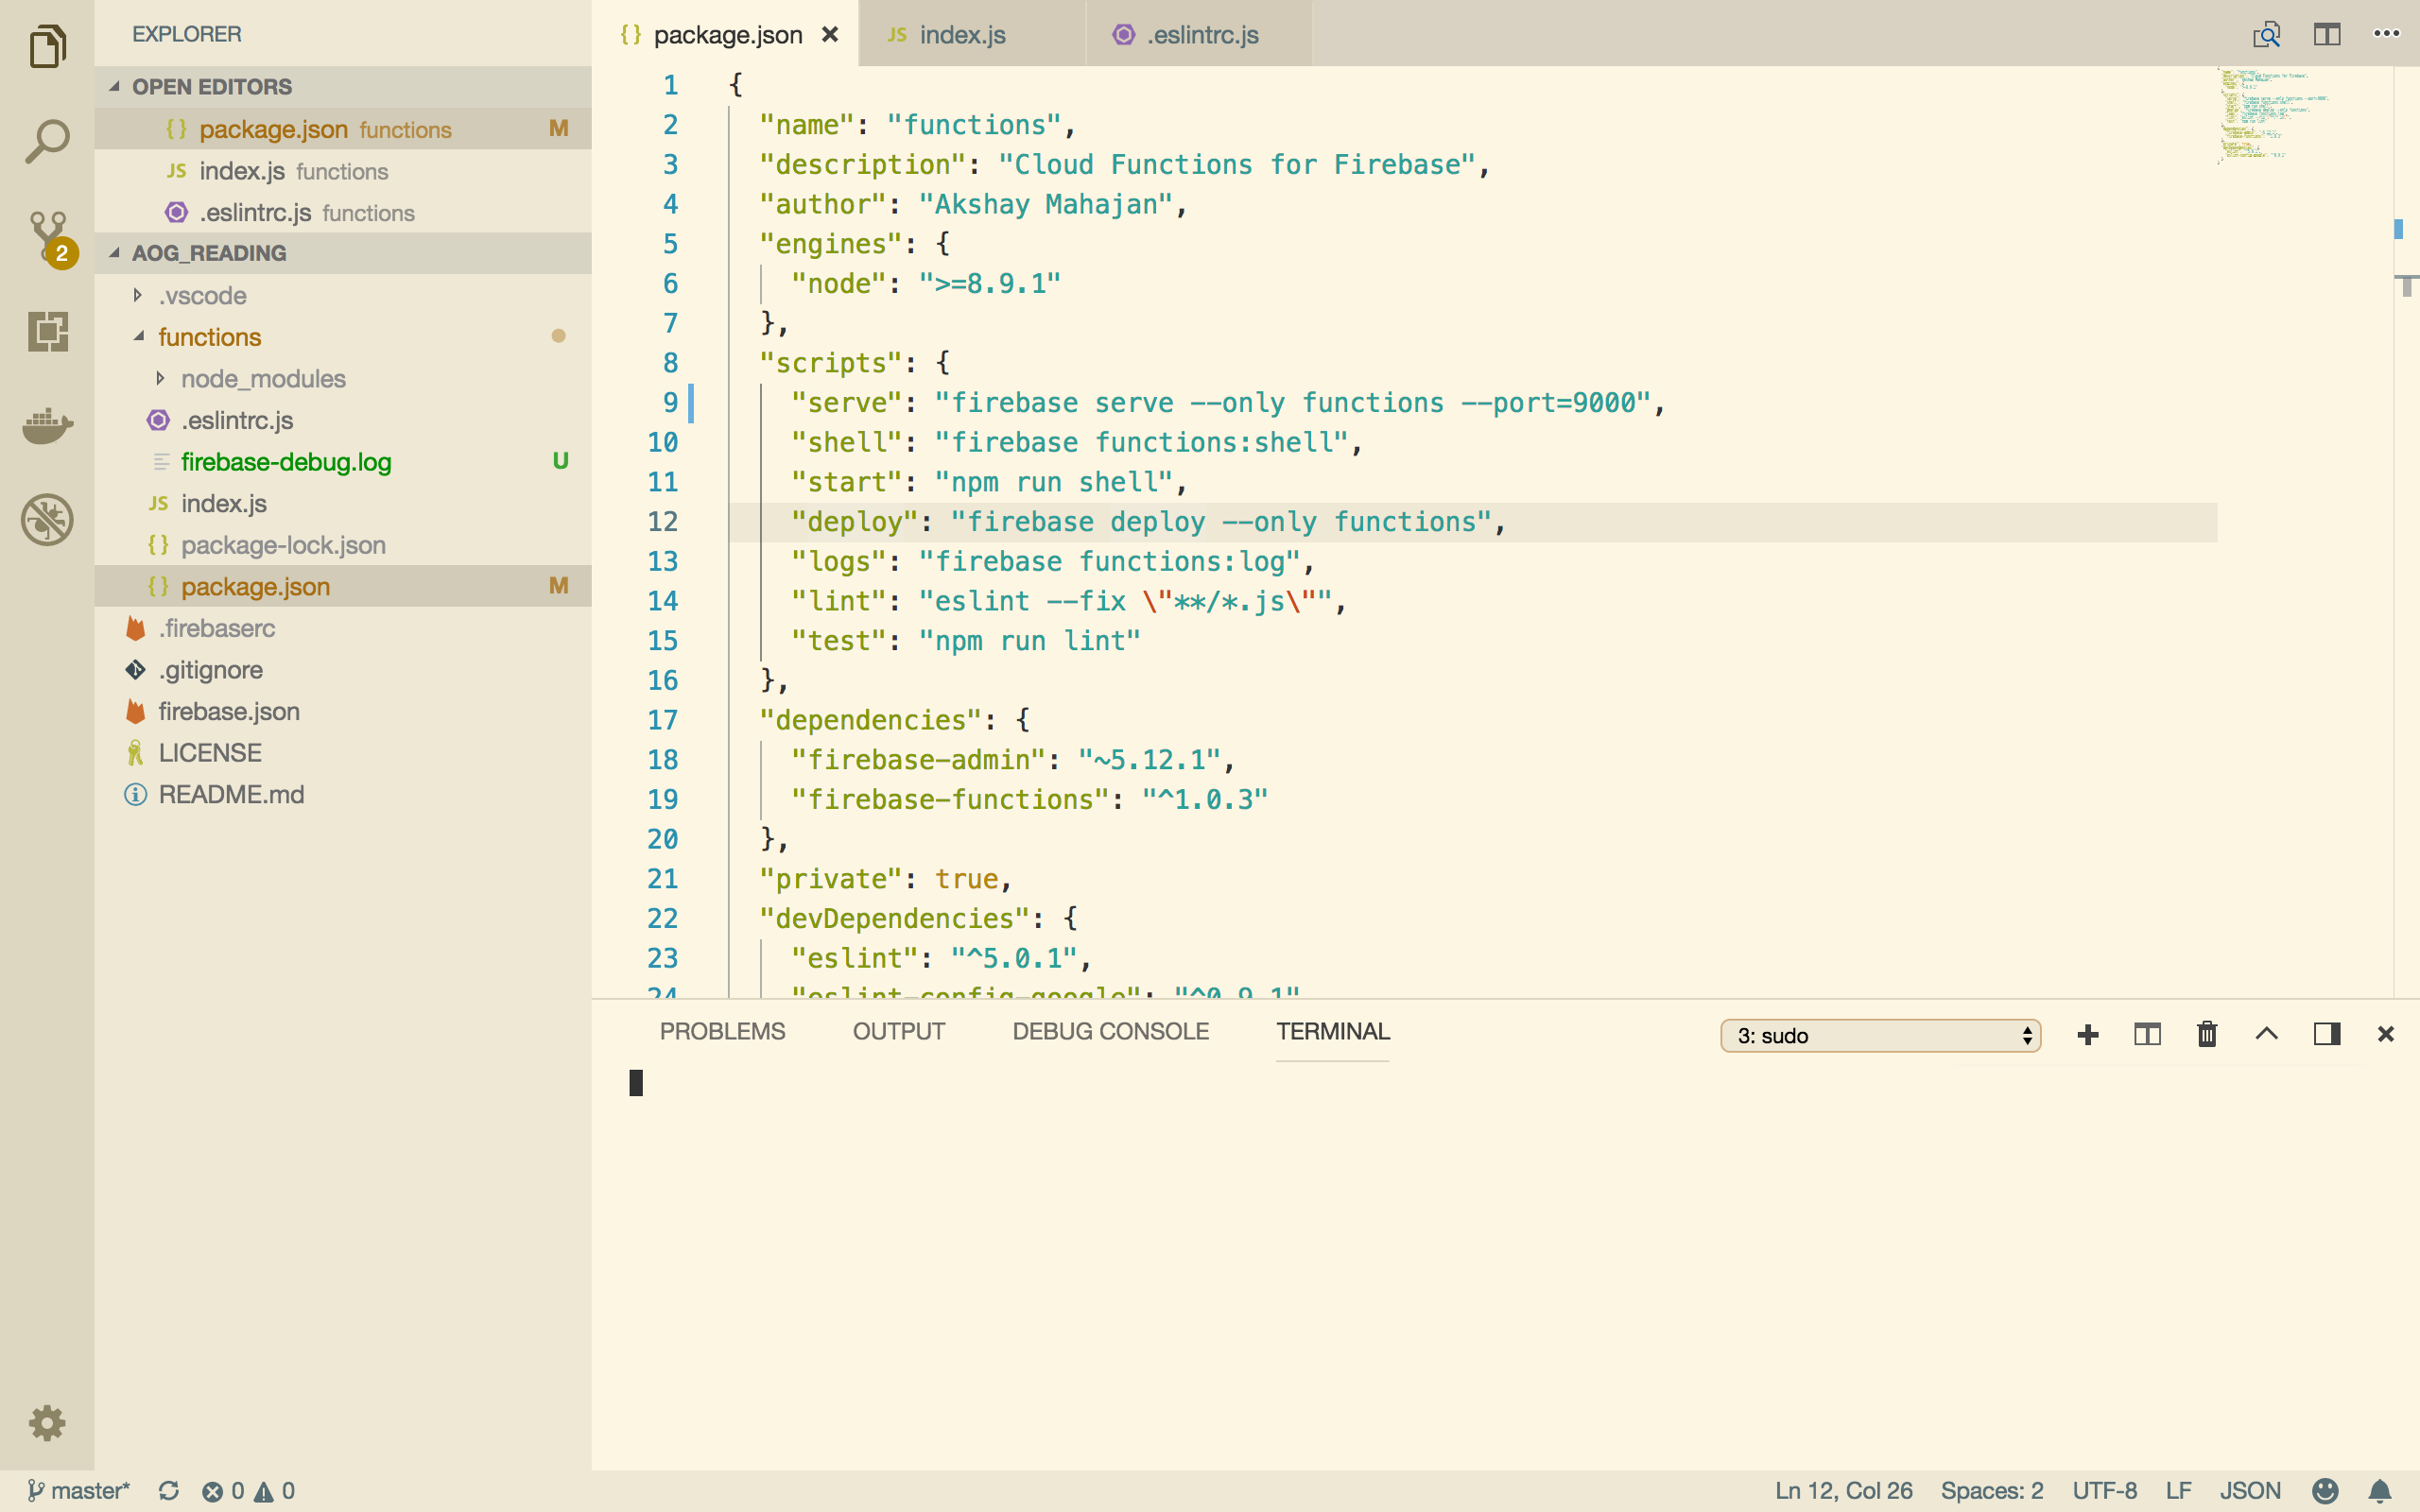 EXPLORER
OPEN EDITORS
{} package.json functions M
JS index.js functions
.eslintrc.js functions
AOG_READING
.vscode
functions
node_modules
.eslintrc.js
firebase-debug.log U
JS index.js
{} package-lock.json
{} package.json M
.firebaserc
.gitignore
firebase.json
LICENSE
README.md
2
{} package.json
JS index.js
.eslintrc.js
1 {
2 "name": "functions",
3 "description": "Cloud Functions for Firebase",
4 "author": "Akshay Mahajan",
5 "engines": {
6 "node": ">=8.9.1"
7 },
8 "scripts": {
9 "serve": "firebase serve --only functions --port=9000",
10 "shell": "firebase functions:shell",
11 "start": "npm run shell",
12 "deploy": "firebase deploy --only functions",
13 "logs": "firebase functions:log",
14 "lint": "eslint --fix \"**/*.js\"",
15 "test": "npm run lint"
16 },
17 "dependencies": {
18 "firebase-admin": "~5.12.1",
19 "firebase-functions": "^1.0.3"
20 },
21 "private": true,
22 "devDependencies": {
23 "eslint": "^5.0.1",
24 "eslint-config-google": "^0.9.1"
PROBLEMS OUTPUT DEBUG CONSOLE TERMINAL
3: sudo
master* 0 0
Ln 12, Col 26 Spaces: 2 UTF-8 LF JSON